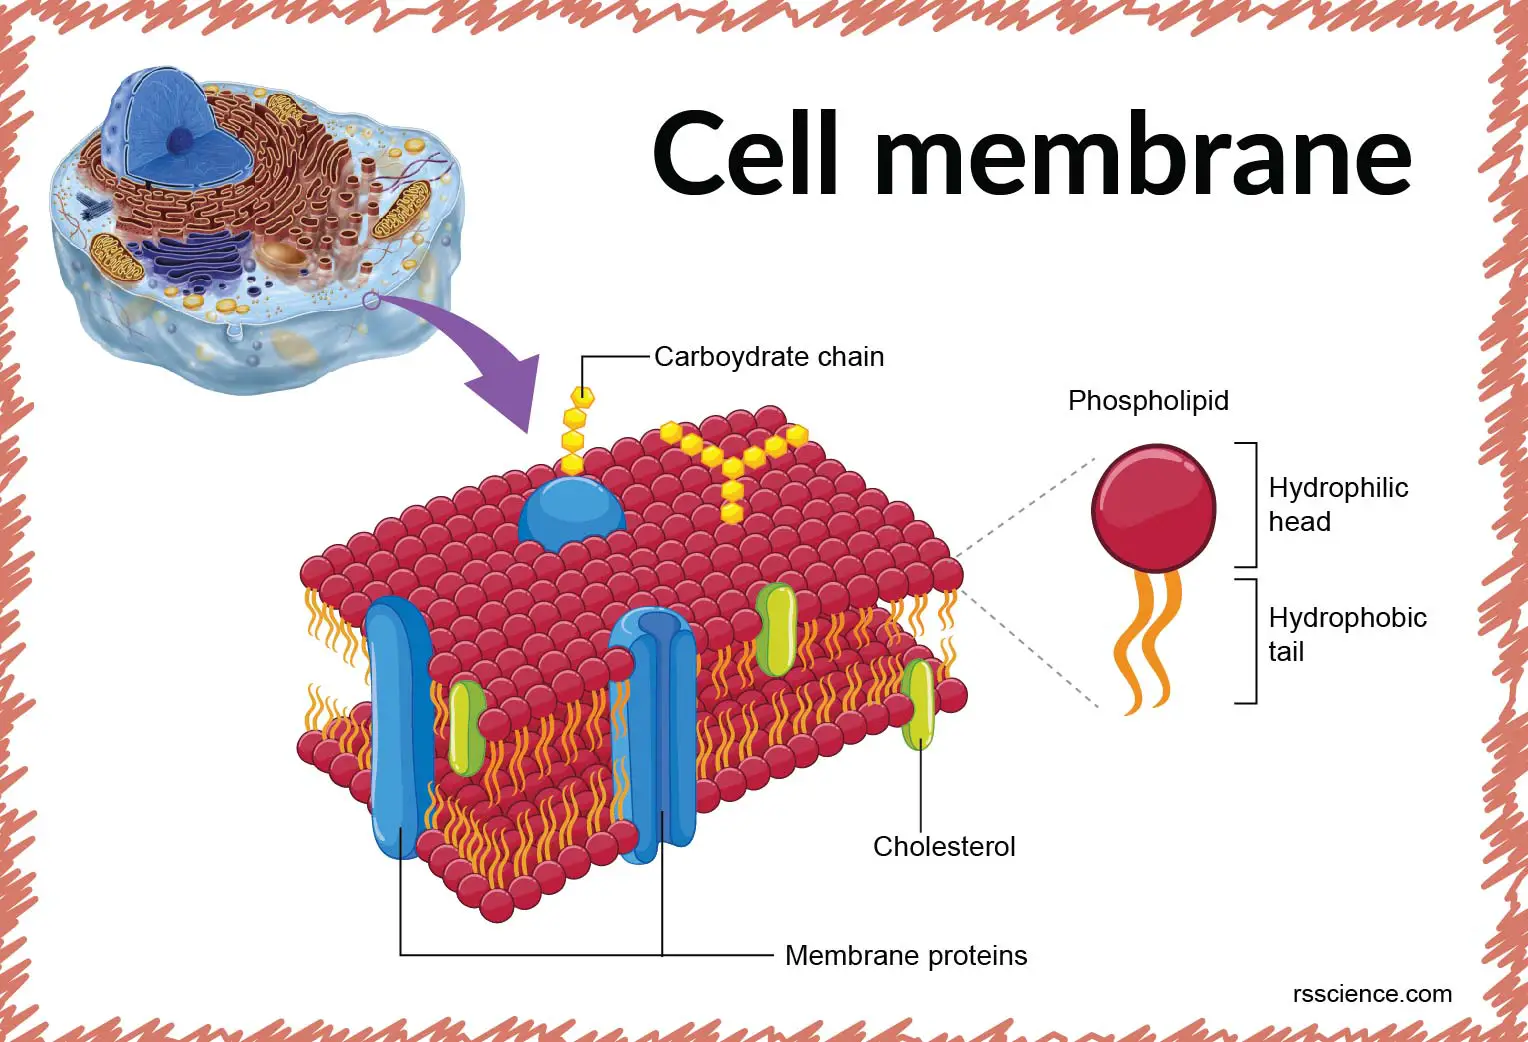 Cell membrane
Carboydrate chain
Phospholipid
Hydrophilic
head
Hydrophobic
tail
Cholesterol
Membrane proteins
rsscience.com